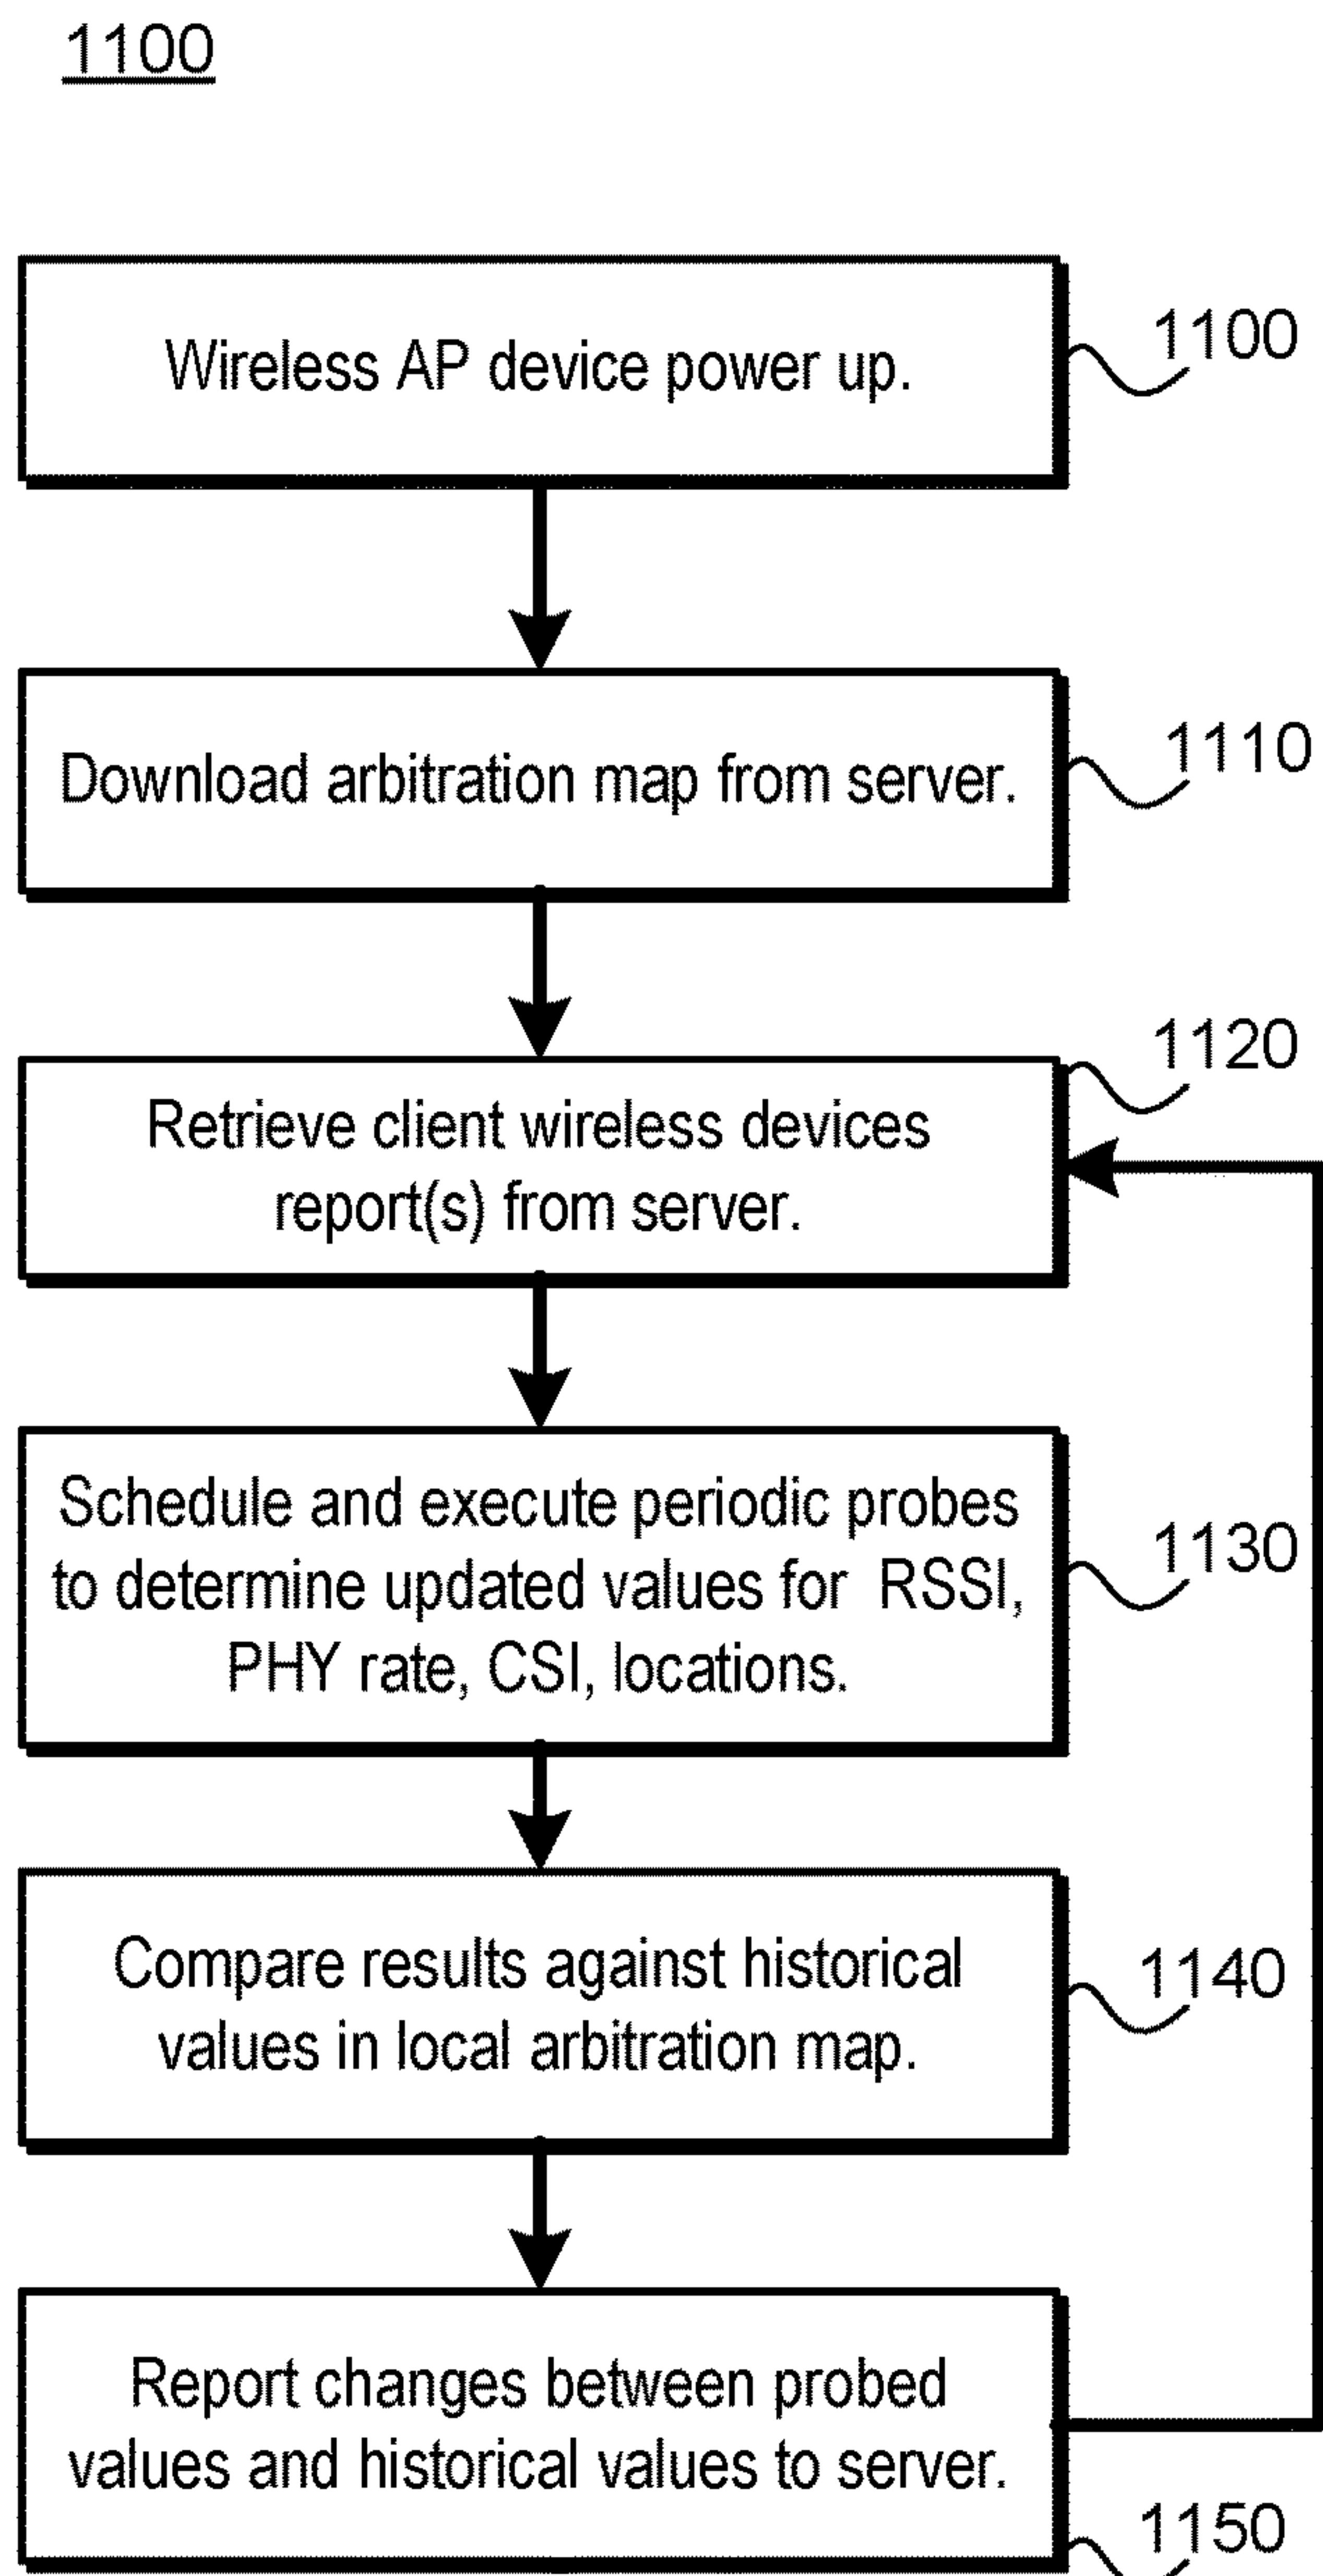 1100
Wireless AP device power up.
1100
Download arbitration map from server.
1110
1120
Retrieve client wireless devices
report(s) from server.
Schedule and execute periodic probes
to determine updated values for RSSI,
PHY rate, CSI, locations.
1130
Compare results against historical
values in local arbitration map.
1140
Report changes between probed
values and historical values to server.
1150